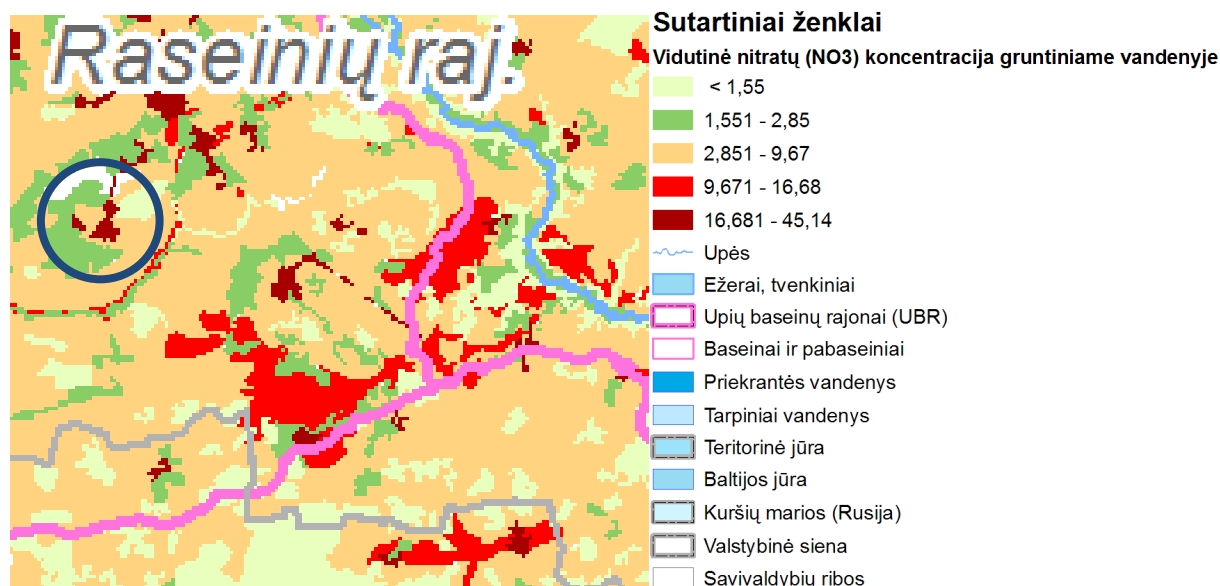 Raseinių raj.
Sutartiniai ženklai
Vidutinė nitratų (NO3) koncentracija gruntiniame vandenyje
< 1,55
1,551 - 2,85
2,851 - 9,67
9,671 - 16,68
16,681 - 45,14
Upės
Ežerai, tvenkiniai
Upių baseinų rajonai (UBR)
Baseinai ir pabaseiniai
Priekrantės vandenys
Tarpiniai vandenys
Teritorinė jūra
Baltijos jūra
Kuršių marios (Rusija)
Valstybinė siena
Savivaldybių ribos